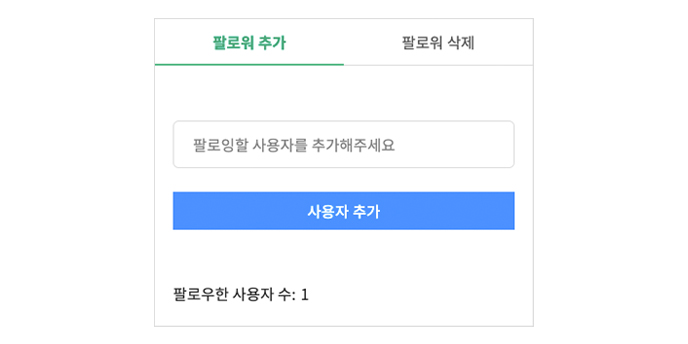 팔로워 추가
팔로워 삭제
팔로잉할 사용자를 추가해주세요
사용자 추가
팔로우한 사용자 수: 1